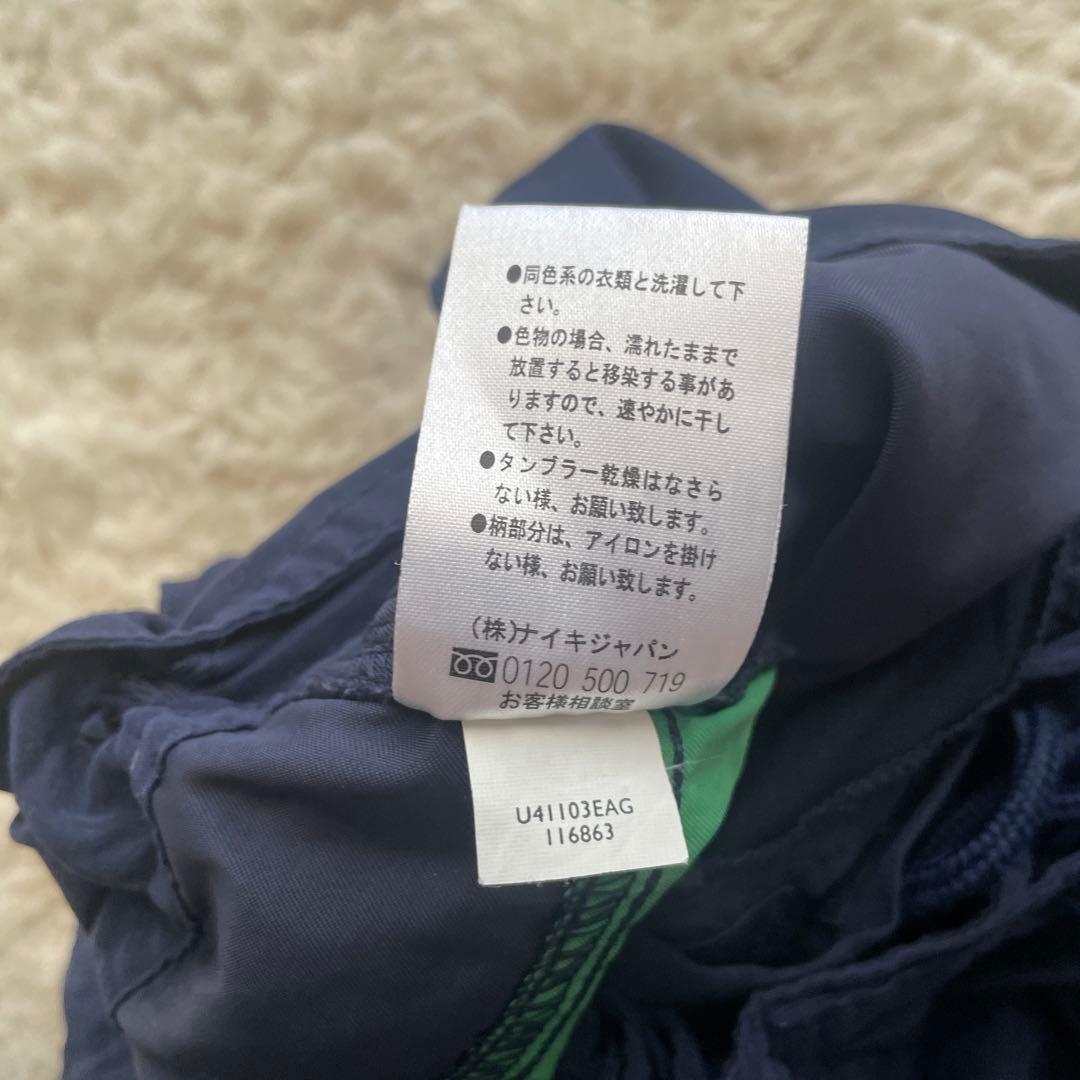 ●同色系の衣類と洗濯して下
さい。
●色物の場合、濡れたままで
放置すると移染する事があ
りますので、速やかに干し
て下さい。
●タンブラー乾燥はなさら
ない様、お願い致します。
●柄部分は、アイロンを掛け
ない様、お願い致します。
(株)ナイキジャパン
0120 500 719
お客様相談室
U41103EAG
116863